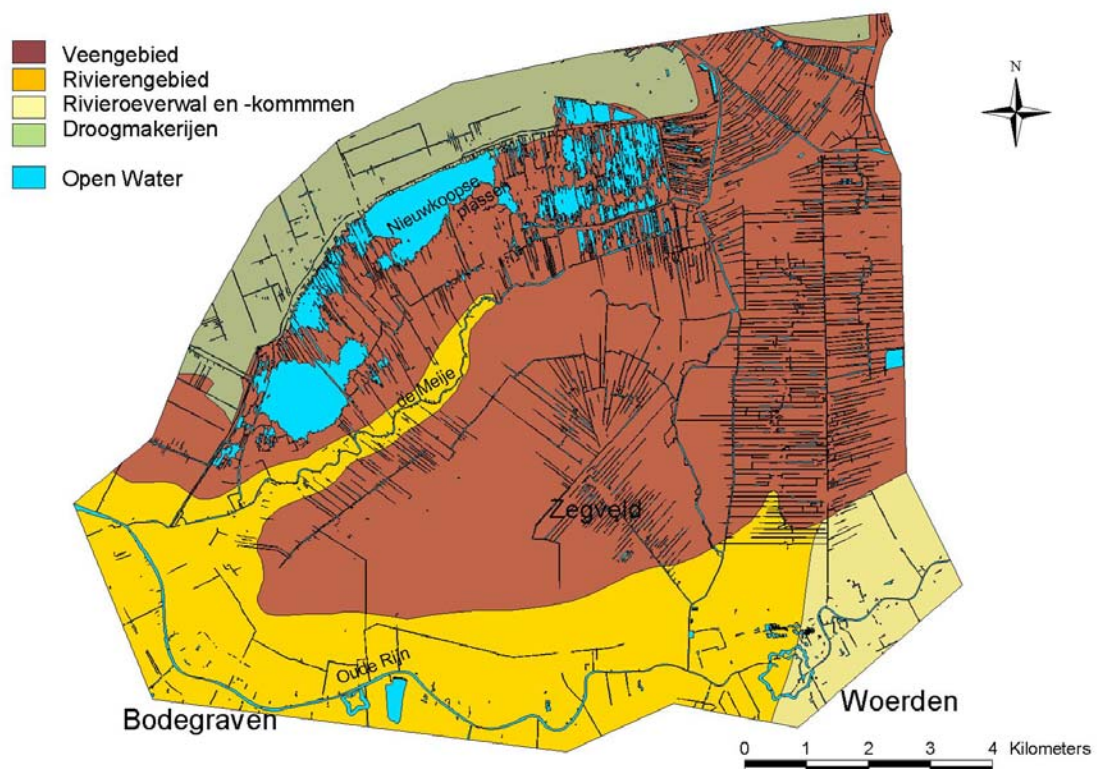 Veengebied
Rivierengebied
Rivieroeverwal en -kommmen
Droogmakerijen
Open Water
N
Nieuwkoopse
plassen
de Meije
Zegveld
Oude Rijn
Bodegraven
Woerden
0 1 2 3 4 Kilometers